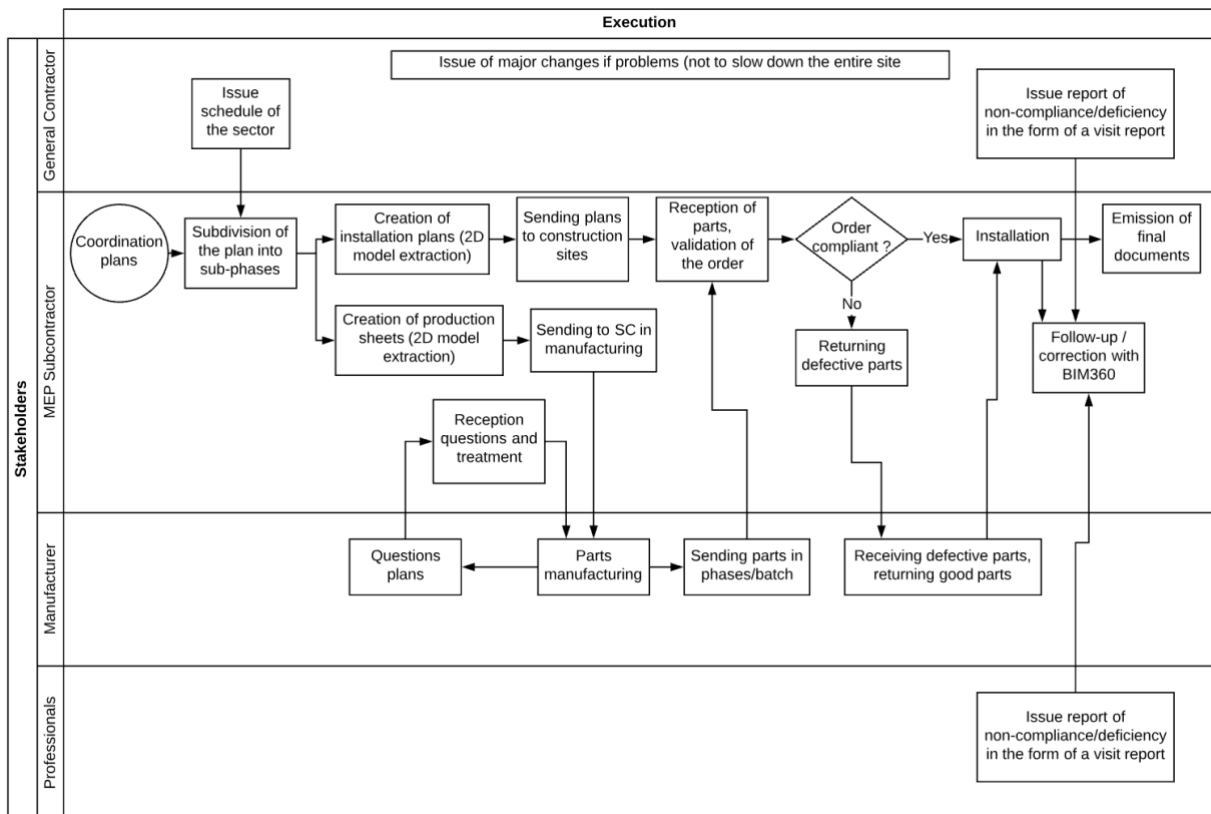 Execution
Stakeholders
General Contractor
Issue of major changes if problems (not to slow down the entire site
Issue
schedule of
the sector
Issue report of
non-compliance/deficiency
in the form of a visit report
MEP Subcontractor
Coordination
plans
Subdivision of
the plan into
sub-phases
Creation of
installation plans (2D
model extraction)
Sending plans
to construction
sites
Reception of
parts,
validation of
the order
Order
compliant ?
Yes
Installation
Emission of
final
documents
No
Creation of production
sheets (2D model
extraction)
Sending to SC in
manufacturing
Returning
defective parts
Follow-up /
correction with
BIM360
Reception
questions and
treatment
Manufacturer
Questions
plans
Parts
manufacturing
Sending parts in
phases/batch
Receiving defective parts,
returning good parts
Professionals
Issue report of
non-compliance/deficiency
in the form of a visit report